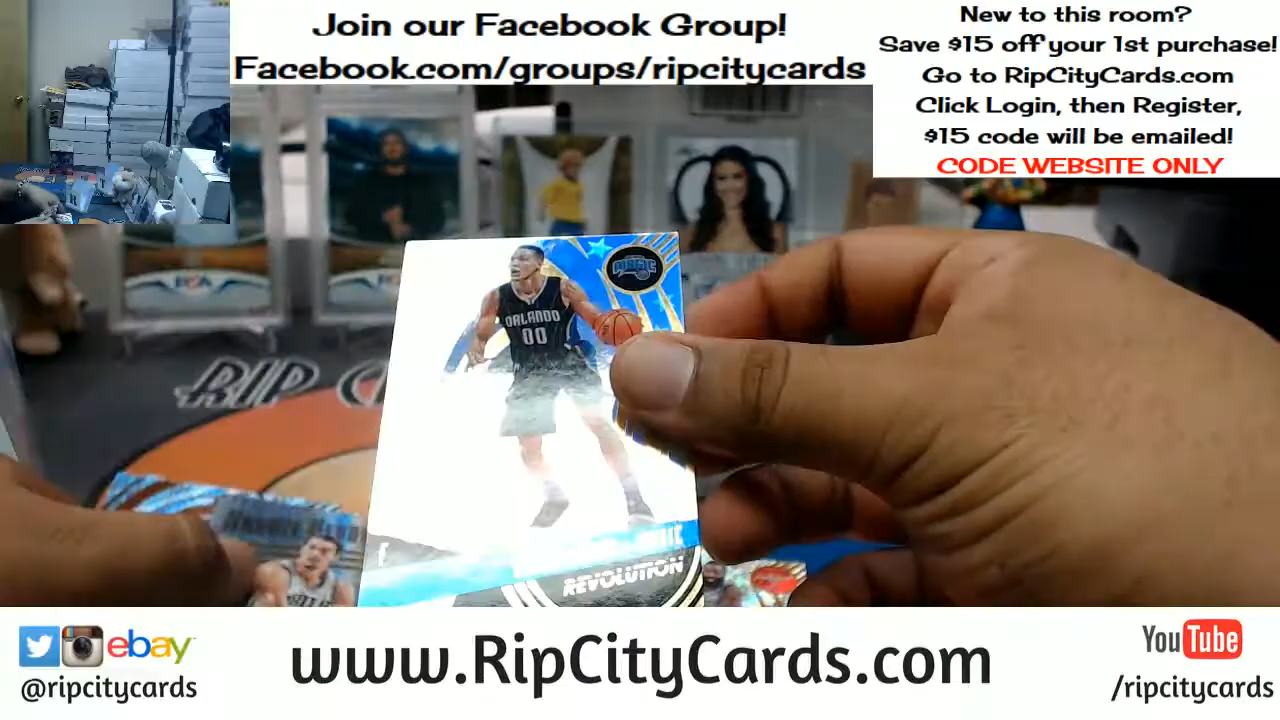 Join our Facebook Group!
Facebook.com/groups/ripcitycards
New to this room?
Save $15 off your 1st purchase!
Go to RipCityCards.com
Click Login, then Register,
$15 code will be emailed!
CODE WEBSITE ONLY
MAGIC
ORLANDO
00
RIP C
F
REVOLUTION
ebay
@ripcitycards
www.RipCityCards.com
YouTube
/ripcitycards